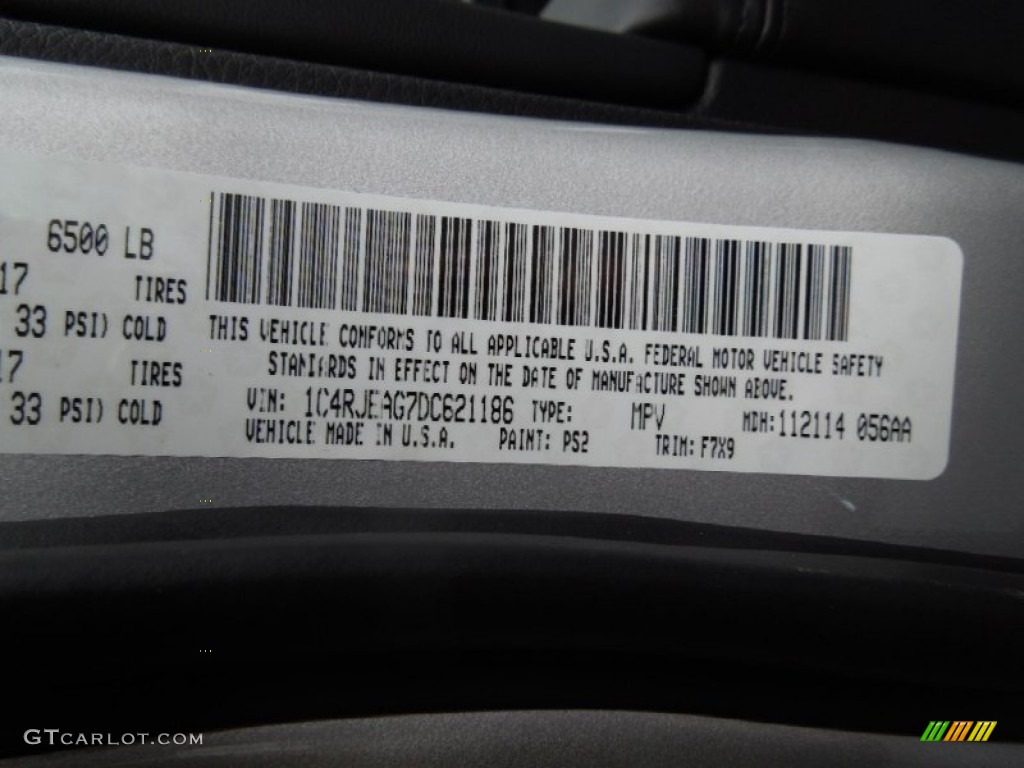 6500 LB
17 TIRES
33 PSI) COLD
17 TIRES
33 PSI) COLD
THIS VEHICLE CONFORMS TO ALL APPLICABLE U.S.A. FEDERAL MOTOR VEHICLE SAFETY
STANDARDS IN EFFECT ON THE DATE OF MANUFACTURE SHOWN ABOVE.
VIN: 1C4RJEAG7DC621186 TYPE: MPV MDH:112114 056AA
VEHICLE MADE IN U.S.A. PAINT: PS2 TRIM: F7X9
GTCARLOT.COM